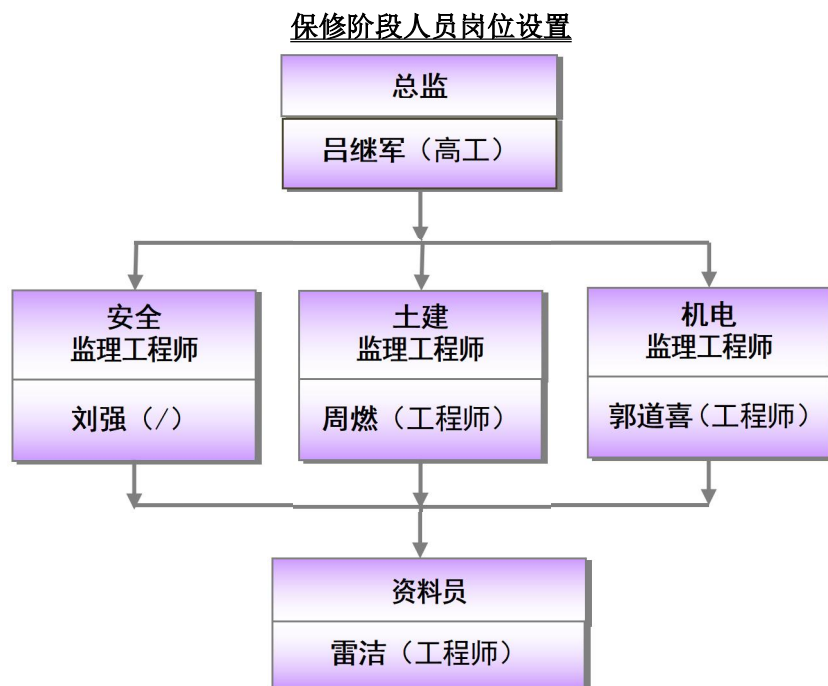 保修阶段人员岗位设置
总监
吕继军（高工）
安全
监理工程师
刘强（/）
土建
监理工程师
周燃（工程师）
机电
监理工程师
郭道喜（工程师）
资料员
雷洁（工程师）